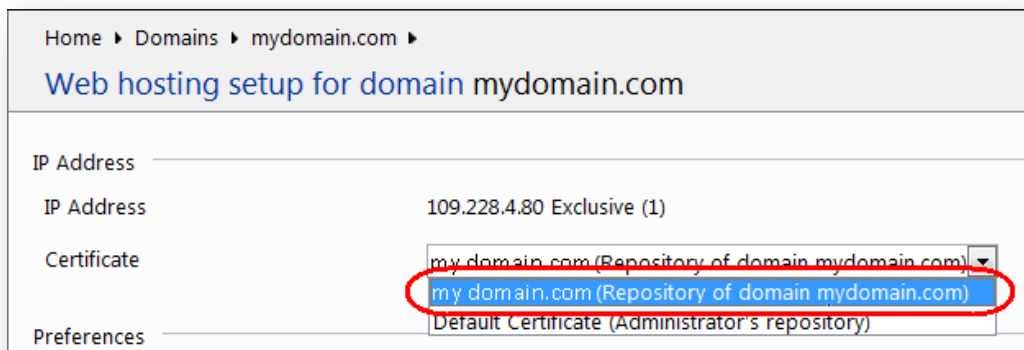 Home ▸ Domains ▸ mydomain.com ▸
Web hosting setup for domain mydomain.com
IP Address
IP Address 109.228.4.80 Exclusive (1)
Certificate my domain.com (Repository of domain mydomain.com)
my domain.com (Repository of domain mydomain.com)
Default Certificate (Administrator's repository)
Preferences